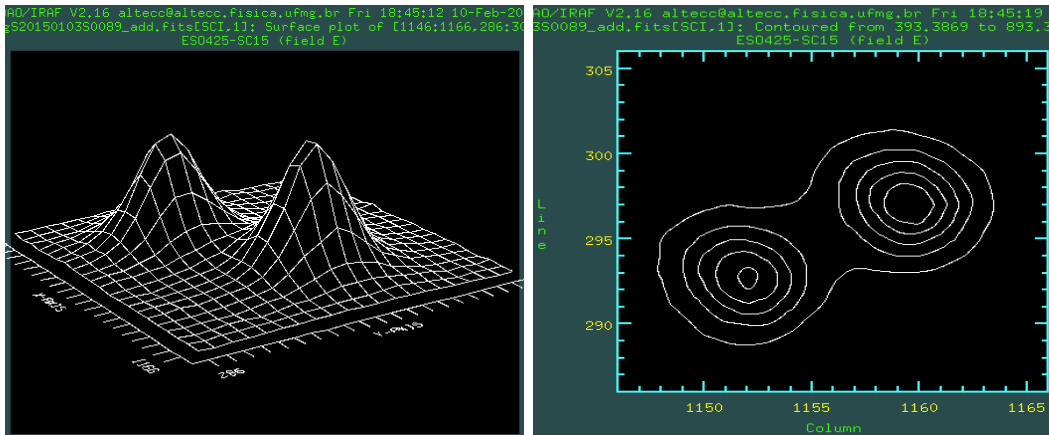 AO/IRAF V2.16 altecc@altecc.fisica.ufmg.br Fri 18:45:12 10-Feb-20
gS20150103S0089_add.fits[SCI,1]: Surface plot of [1146:1166,286:30
ESO425-SC15 (field E)
1166
286
AO/IRAF V2.16 altecc@altecc.fisica.ufmg.br Fri 18:45:19
3S0089_add.fits[SCI,1]: Contoured from 393.3869 to 893.3
ESO425-SC15 (field E)
305
300
295
290
Line
1150
1155
1160
1165
Column